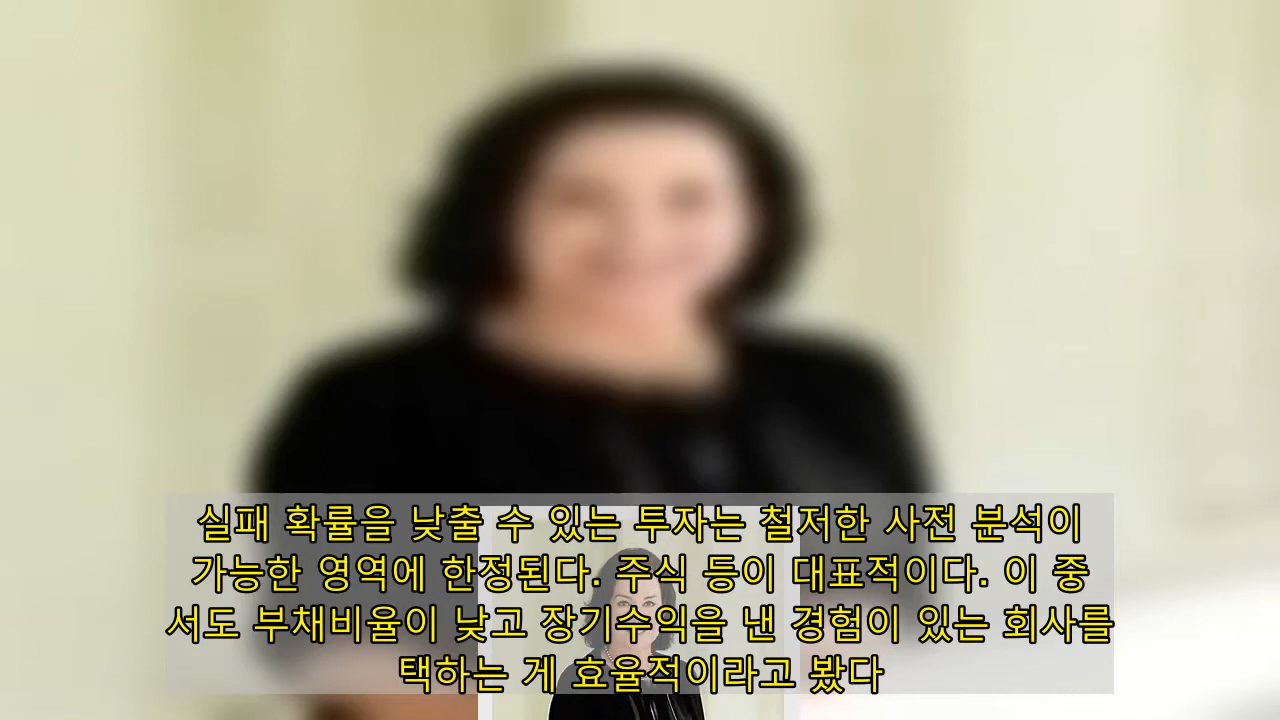 실패 확률을 낮출 수 있는 투자는 철저한 사전 분석이
가능한 영역에 한정된다. 주식 등이 대표적이다. 이 중
서도 부채비율이 낮고 장기수익을 낸 경험이 있는 회사를
택하는 게 효율적이라고 봤다